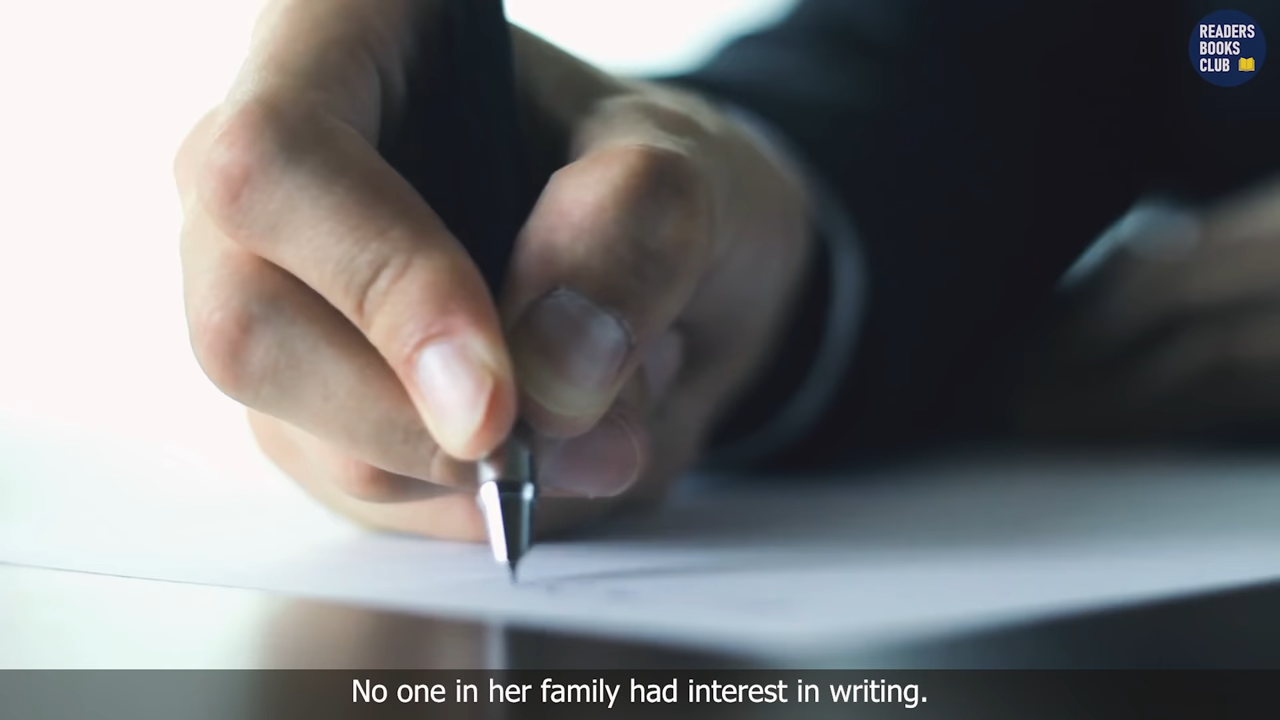 READERS
BOOKS
CLUB
No one in her family had interest in writing.